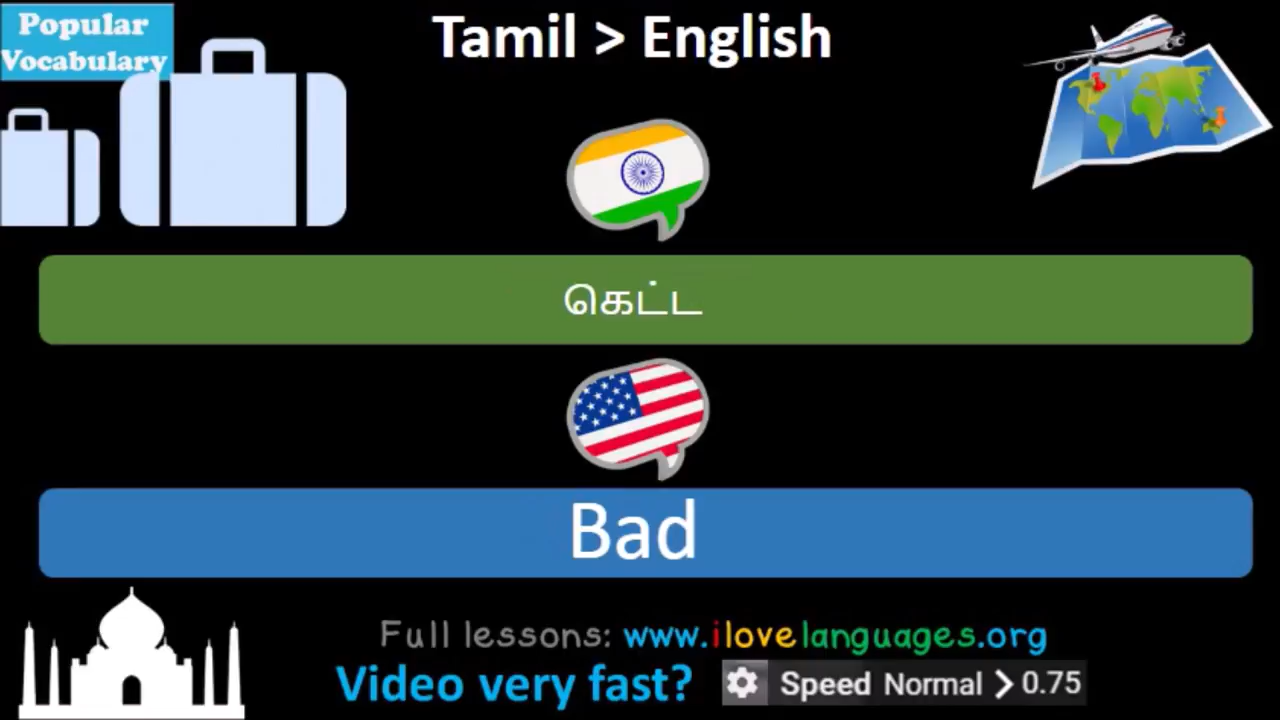 Popular
Vocabulary
Tamil > English
கெட்ட
Bad
Full lessons: www.ilovelanguages.org
Video very fast? Speed Normal > 0.75